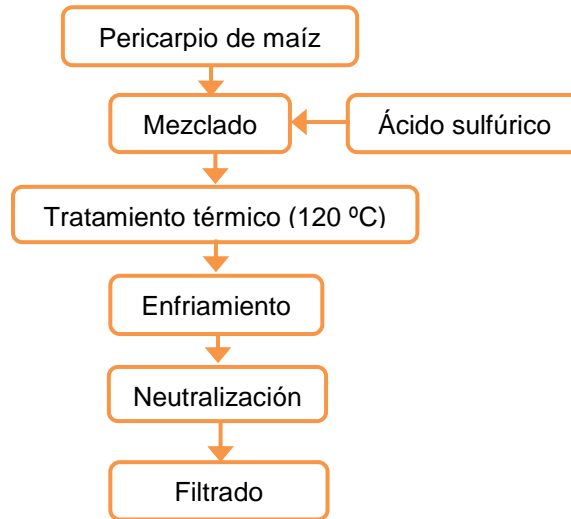 Pericarpio de maíz
Mezclado
Ácido sulfúrico
Tratamiento térmico (120 ºC)
Enfriamiento
Neutralización
Filtrado